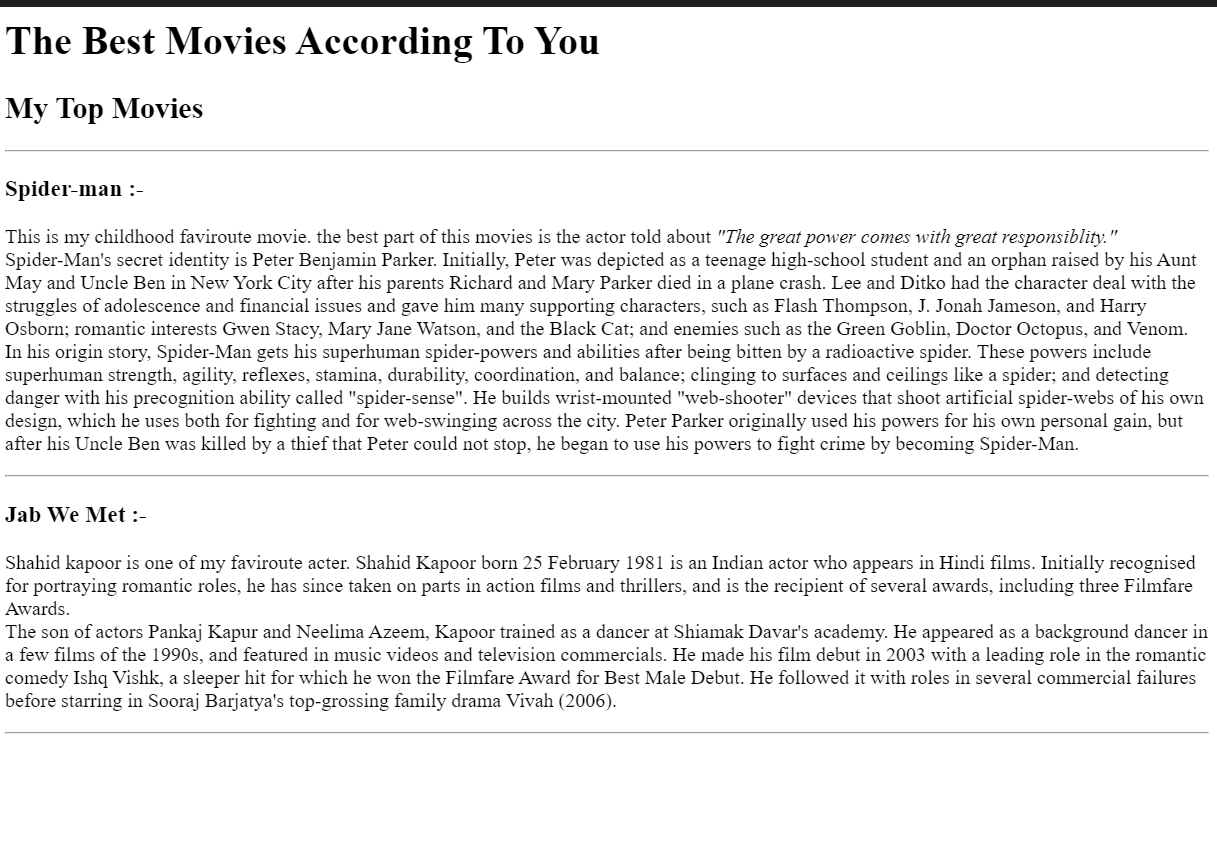 The Best Movies According To You
My Top Movies
Spider-man :-
This is my childhood faviroute movie. the best part of this movies is the actor told about "The great power comes with great responsiblity."
Spider-Man's secret identity is Peter Benjamin Parker. Initially, Peter was depicted as a teenage high-school student and an orphan raised by his Aunt
May and Uncle Ben in New York City after his parents Richard and Mary Parker died in a plane crash. Lee and Ditko had the character deal with the
struggles of adolescence and financial issues and gave him many supporting characters, such as Flash Thompson, J. Jonah Jameson, and Harry
Osborn; romantic interests Gwen Stacy, Mary Jane Watson, and the Black Cat; and enemies such as the Green Goblin, Doctor Octopus, and Venom.
In his origin story, Spider-Man gets his superhuman spider-powers and abilities after being bitten by a radioactive spider. These powers include
superhuman strength, agility, reflexes, stamina, durability, coordination, and balance; clinging to surfaces and ceilings like a spider; and detecting
danger with his precognition ability called "spider-sense". He builds wrist-mounted "web-shooter" devices that shoot artificial spider-webs of his own
design, which he uses both for fighting and for web-swinging across the city. Peter Parker originally used his powers for his own personal gain, but
after his Uncle Ben was killed by a thief that Peter could not stop, he began to use his powers to fight crime by becoming Spider-Man.
Jab We Met :-
Shahid kapoor is one of my faviroute acter. Shahid Kapoor born 25 February 1981 is an Indian actor who appears in Hindi films. Initially recognised
for portraying romantic roles, he has since taken on parts in action films and thrillers, and is the recipient of several awards, including three Filmfare
Awards.
The son of actors Pankaj Kapur and Neelima Azeem, Kapoor trained as a dancer at Shiamak Davar's academy. He appeared as a background dancer in
a few films of the 1990s, and featured in music videos and television commercials. He made his film debut in 2003 with a leading role in the romantic
comedy Ishq Vishk, a sleeper hit for which he won the Filmfare Award for Best Male Debut. He followed it with roles in several commercial failures
before starring in Sooraj Barjatya's top-grossing family drama Vivah (2006).